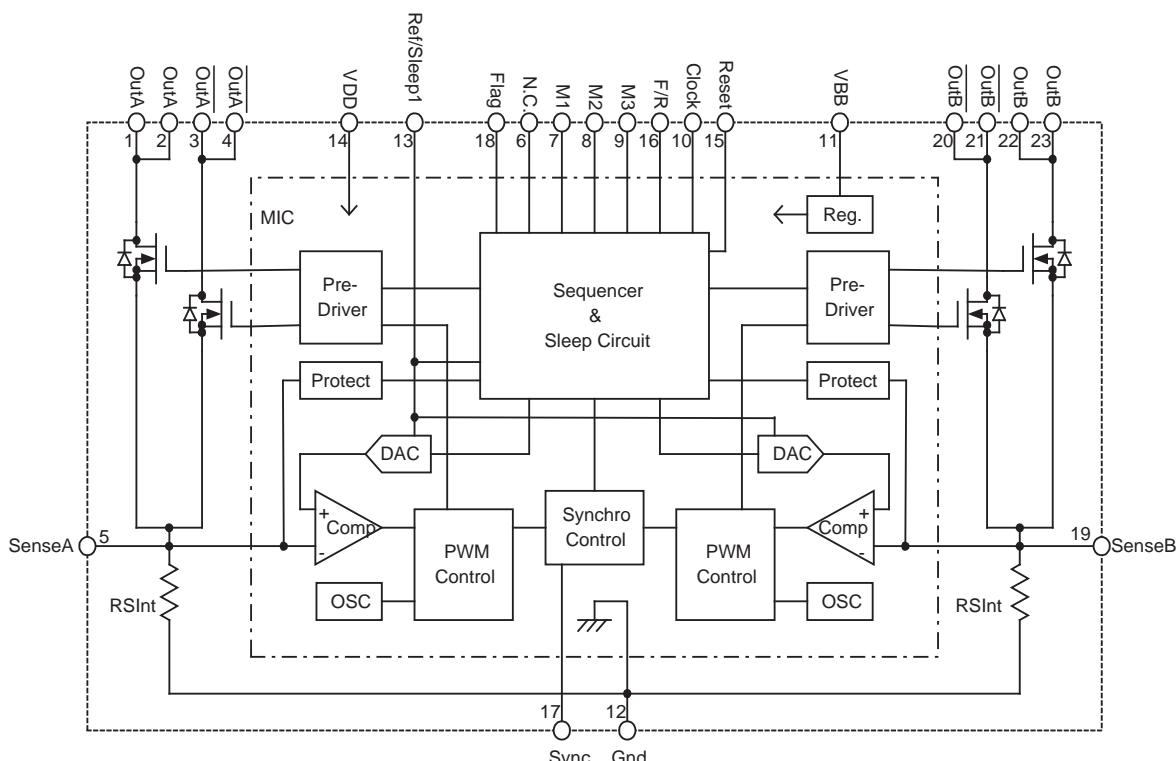 OutA
OutA
OutA
OutA
VDD
Ref/Sleep1
Flag
N.C.
M1
M2
M3
F/R
Clock
Reset
VBB
OutB
OutB
OutB
OutB
1
2
3
4
14
13
18
6
7
8
9
16
10
15
11
20
21
22
23
MIC
Reg.
Pre-
Driver
Sequencer
&
Sleep Circuit
Pre-
Driver
Protect
Protect
DAC
DAC
+
Comp
-
Synchro
Control
+
Comp
-
SenseA
5
19
SenseB
PWM
Control
PWM
Control
RSInt
OSC
OSC
RSInt
17
12
Sync
Gnd